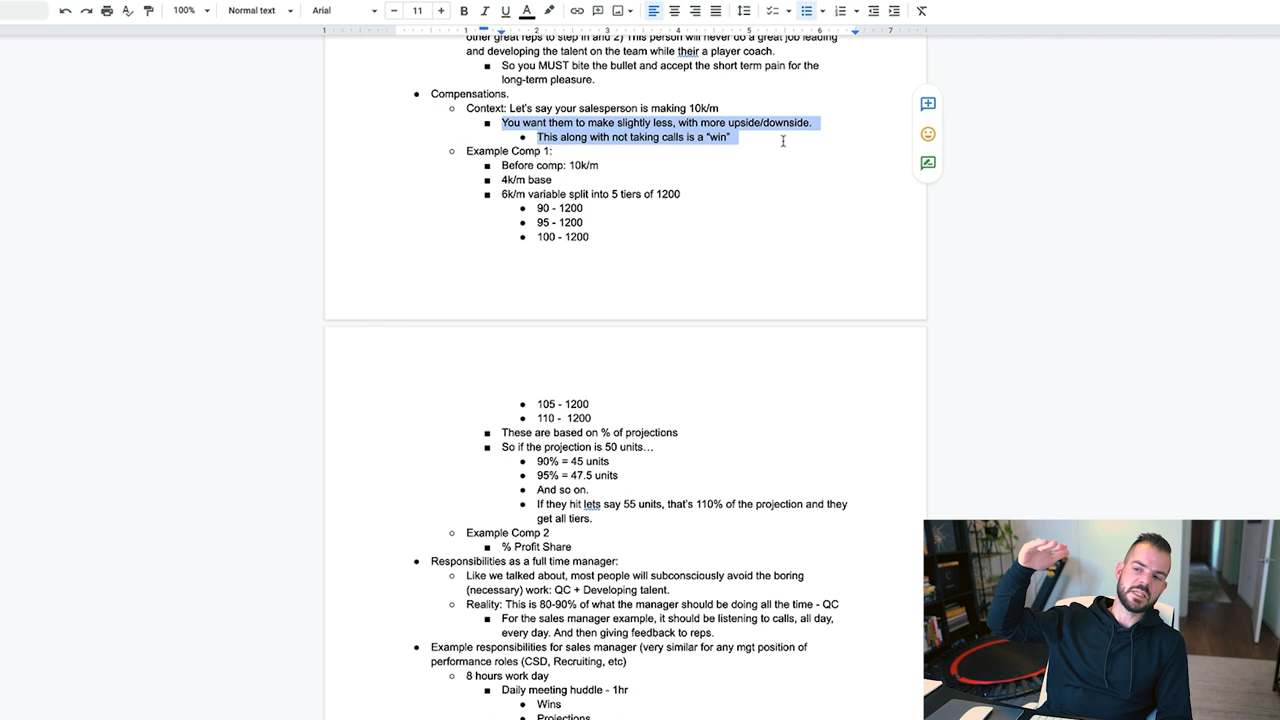 100%
Normal text
Arial
11
1
1
2
3
4
5
6
7
other great reps to step in and 2) This person will never do a great job leading
and developing the talent on the team while their a player coach.
So you MUST bite the bullet and accept the short term pain for the
long-term pleasure.
Compensations.
Context: Let's say your salesperson is making 10k/m
You want them to make slightly less, with more upside/downside.
This along with not taking calls is a “win”
Example Comp 1:
Before comp: 10k/m
4k/m base
6k/m variable split into 5 tiers of 1200
90 - 1200
95 - 1200
100 - 1200
105 - 1200
110 - 1200
These are based on % of projections
So if the projection is 50 units…
90% = 45 units
95% = 47.5 units
And so on.
If they hit lets say 55 units, that's 110% of the projection and they
get all tiers.
Example Comp 2
% Profit Share
Responsibilities as a full time manager:
Like we talked about, most people will subconsciously avoid the boring
(necessary) work: QC + Developing talent.
Reality: This is 80-90% of what the manager should be doing all the time - QC
For the sales manager example, it should be listening to calls, all day,
every day. And then giving feedback to reps.
Example responsibilities for sales manager (very similar for any mgt position of
performance roles (CSD, Recruiting, etc)
8 hours work day
Daily meeting huddle - 1hr
Wins
Projections